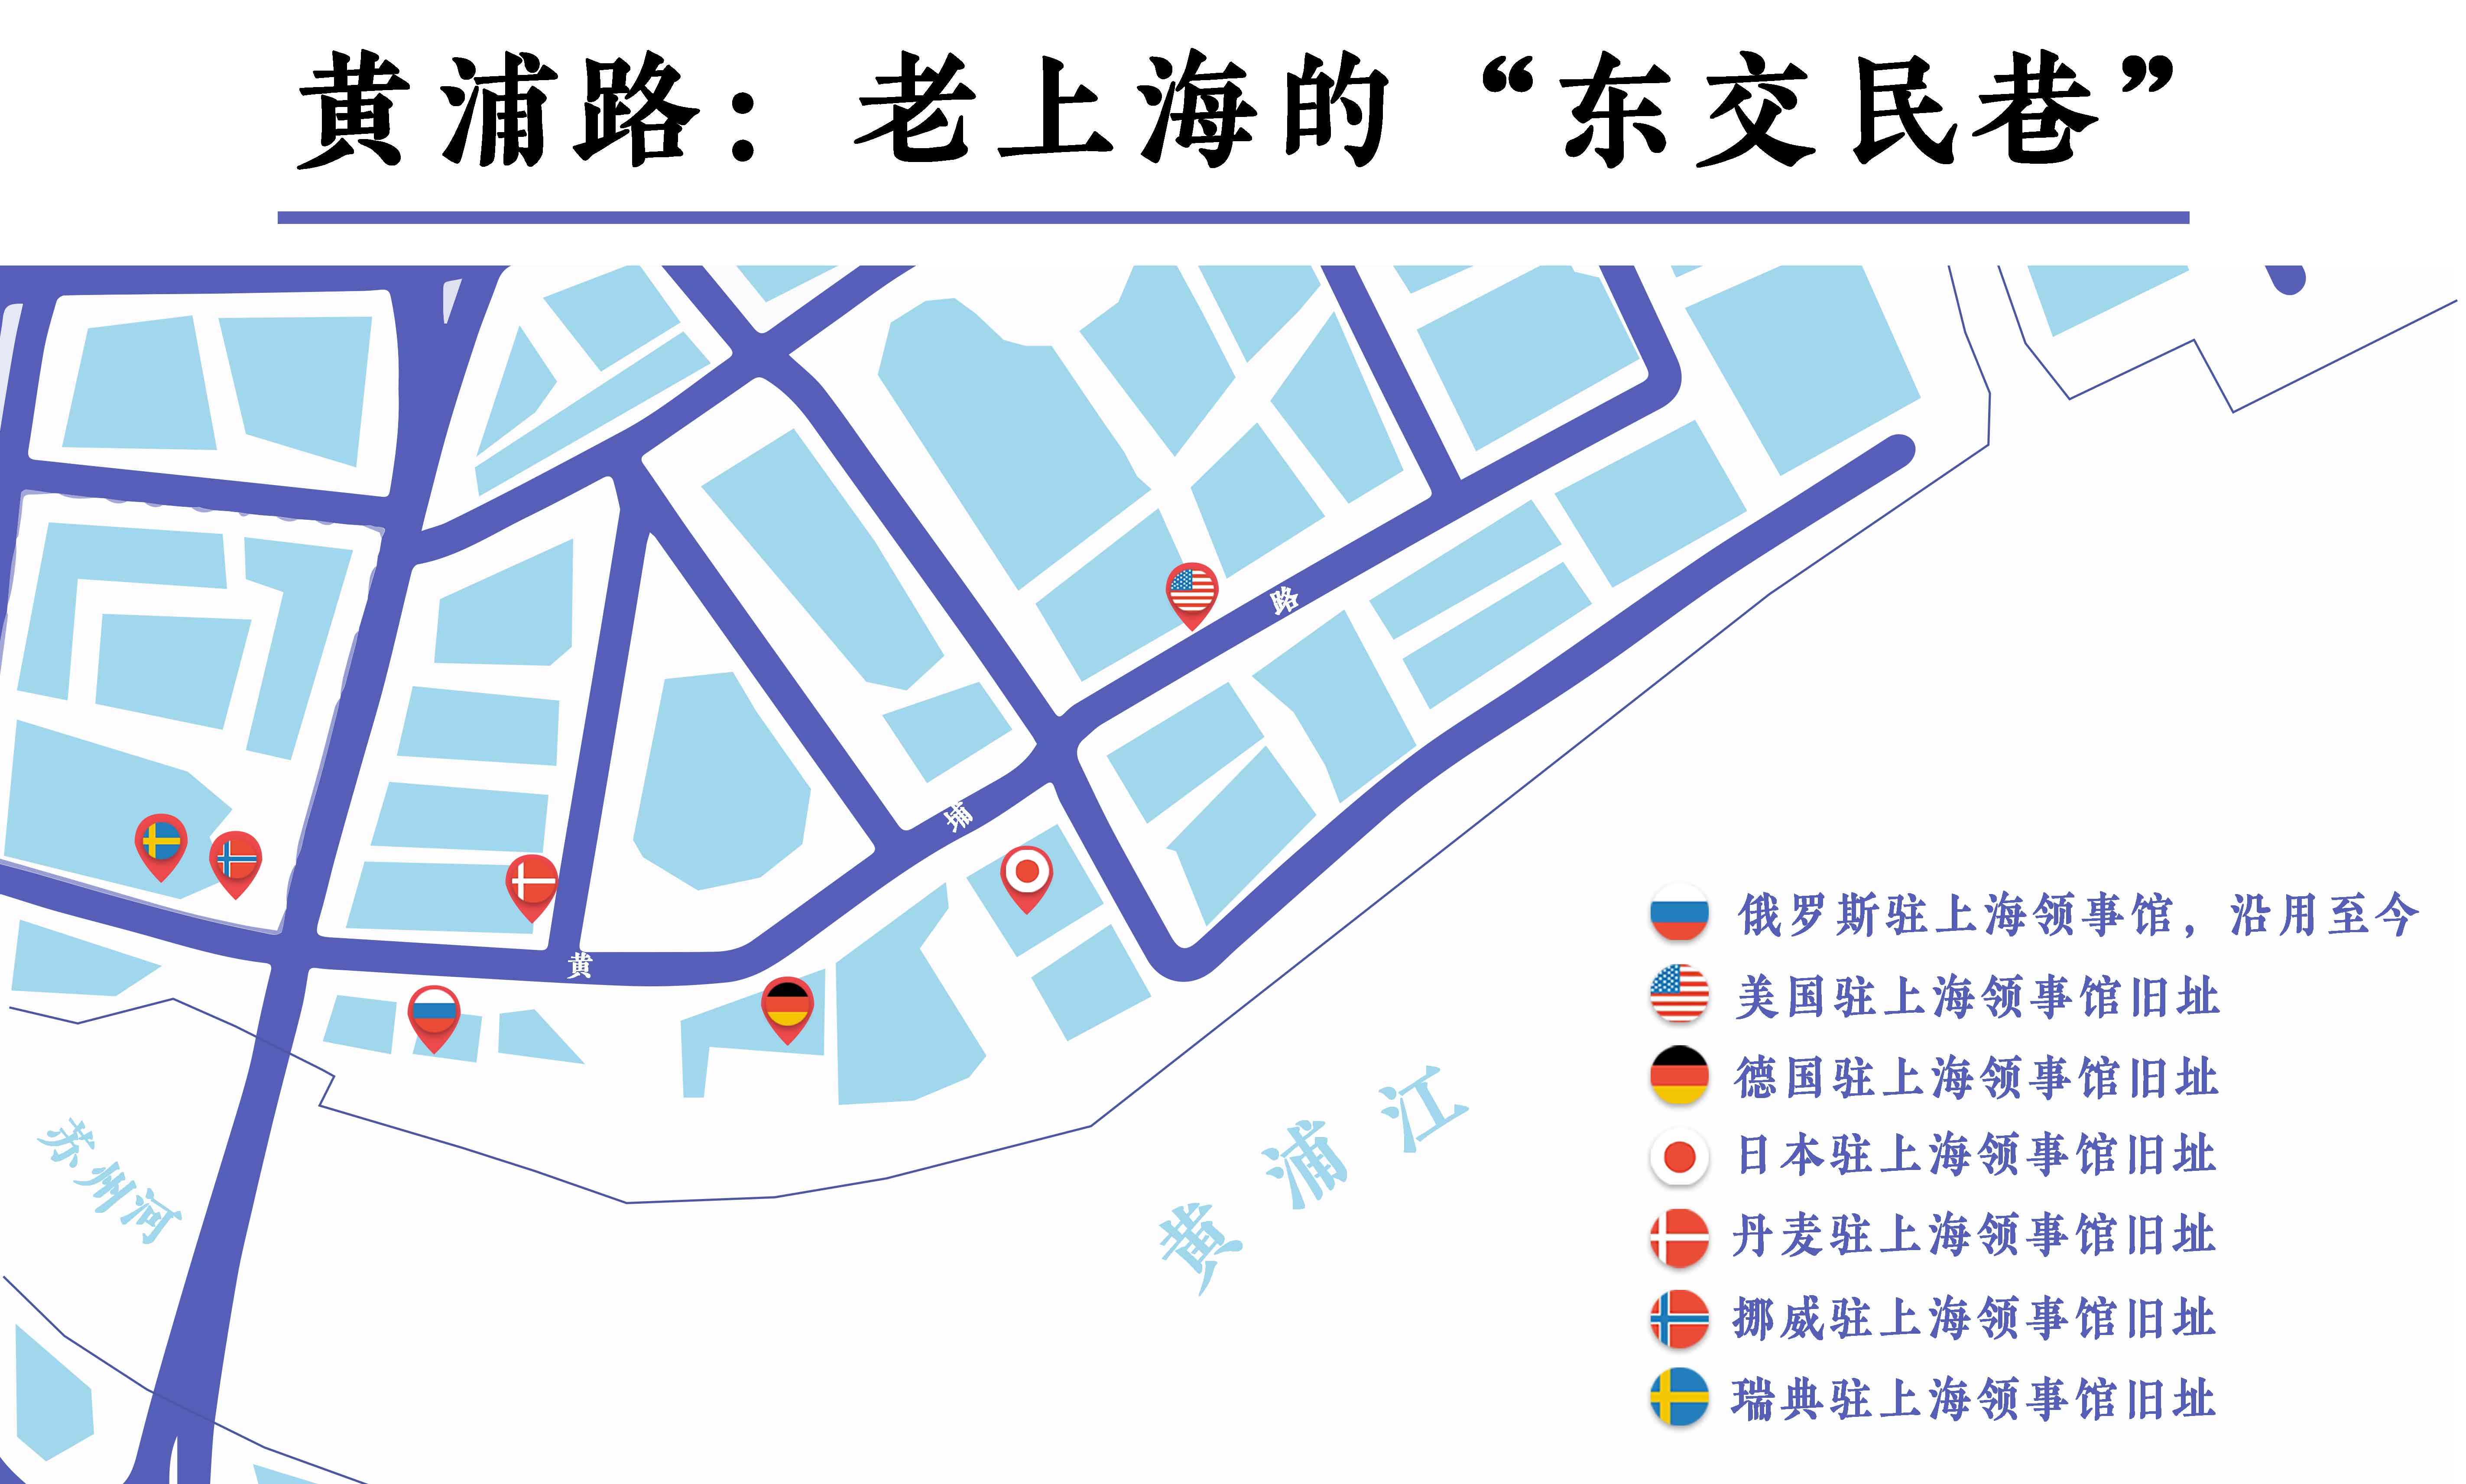 黄浦路：老上海的“东交民巷”
路
浦
黄
苏州河
黄浦江
俄罗斯驻上海领事馆，沿用至今
美国驻上海领事馆旧址
德国驻上海领事馆旧址
日本驻上海领事馆旧址
丹麦驻上海领事馆旧址
挪威驻上海领事馆旧址
瑞典驻上海领事馆旧址